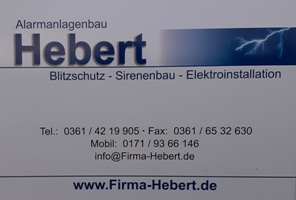 Alarmanlagenbau
Hebert
Blitzschutz - Sirenenbau - Elektroinstallation
Tel.: 0361 / 42 19 905 · Fax: 0361 / 65 32 630
Mobil: 0171 / 93 66 146
info@Firma-Hebert.de
www.Firma-Hebert.de